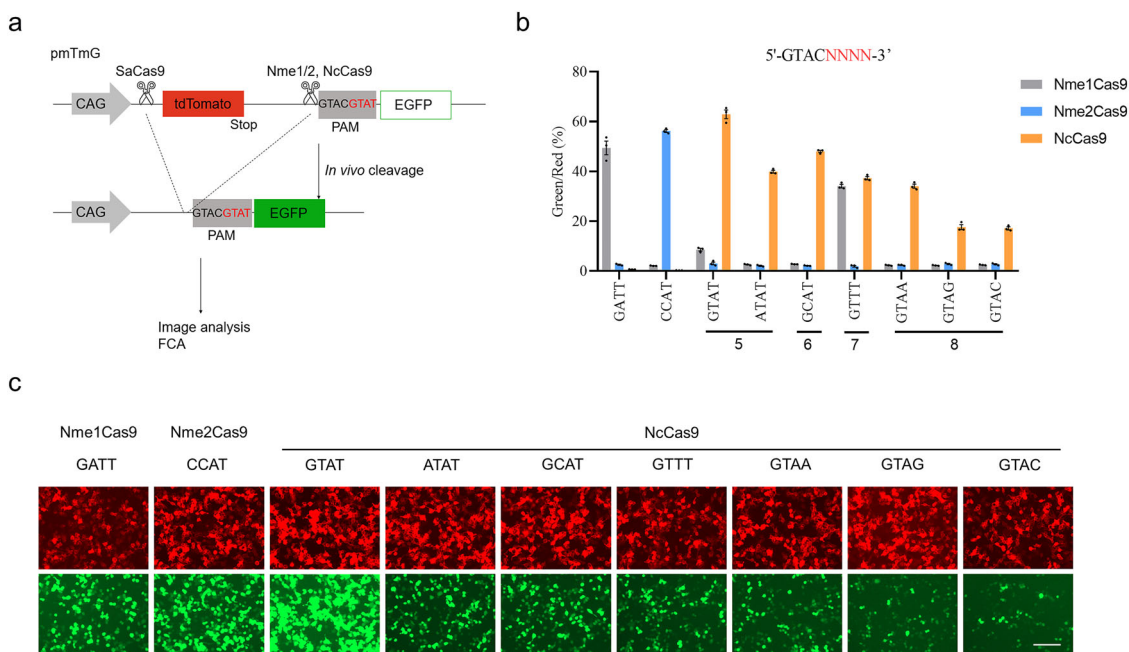 a
pmTmG
SaCas9
Nme1/2, NcCas9
CAG
tdTomato
GTACGTAT
EGFP
Stop
PAM
In vivo cleavage
CAG
GTACGTAT
EGFP
PAM
Image analysis
FCA
b
5'-GTACNNNN-3’
Green/Red (%)
80
60
40
20
0
Nme1Cas9
Nme2Cas9
NcCas9
GATT
CCAT
GTAT
ATAT
GCAT
GTTT
GTAA
GTAG
GTAC
5
6
7
8
c
Nme1Cas9
Nme2Cas9
NcCas9
GATT
CCAT
GTAT
ATAT
GCAT
GTTT
GTAA
GTAG
GTAC